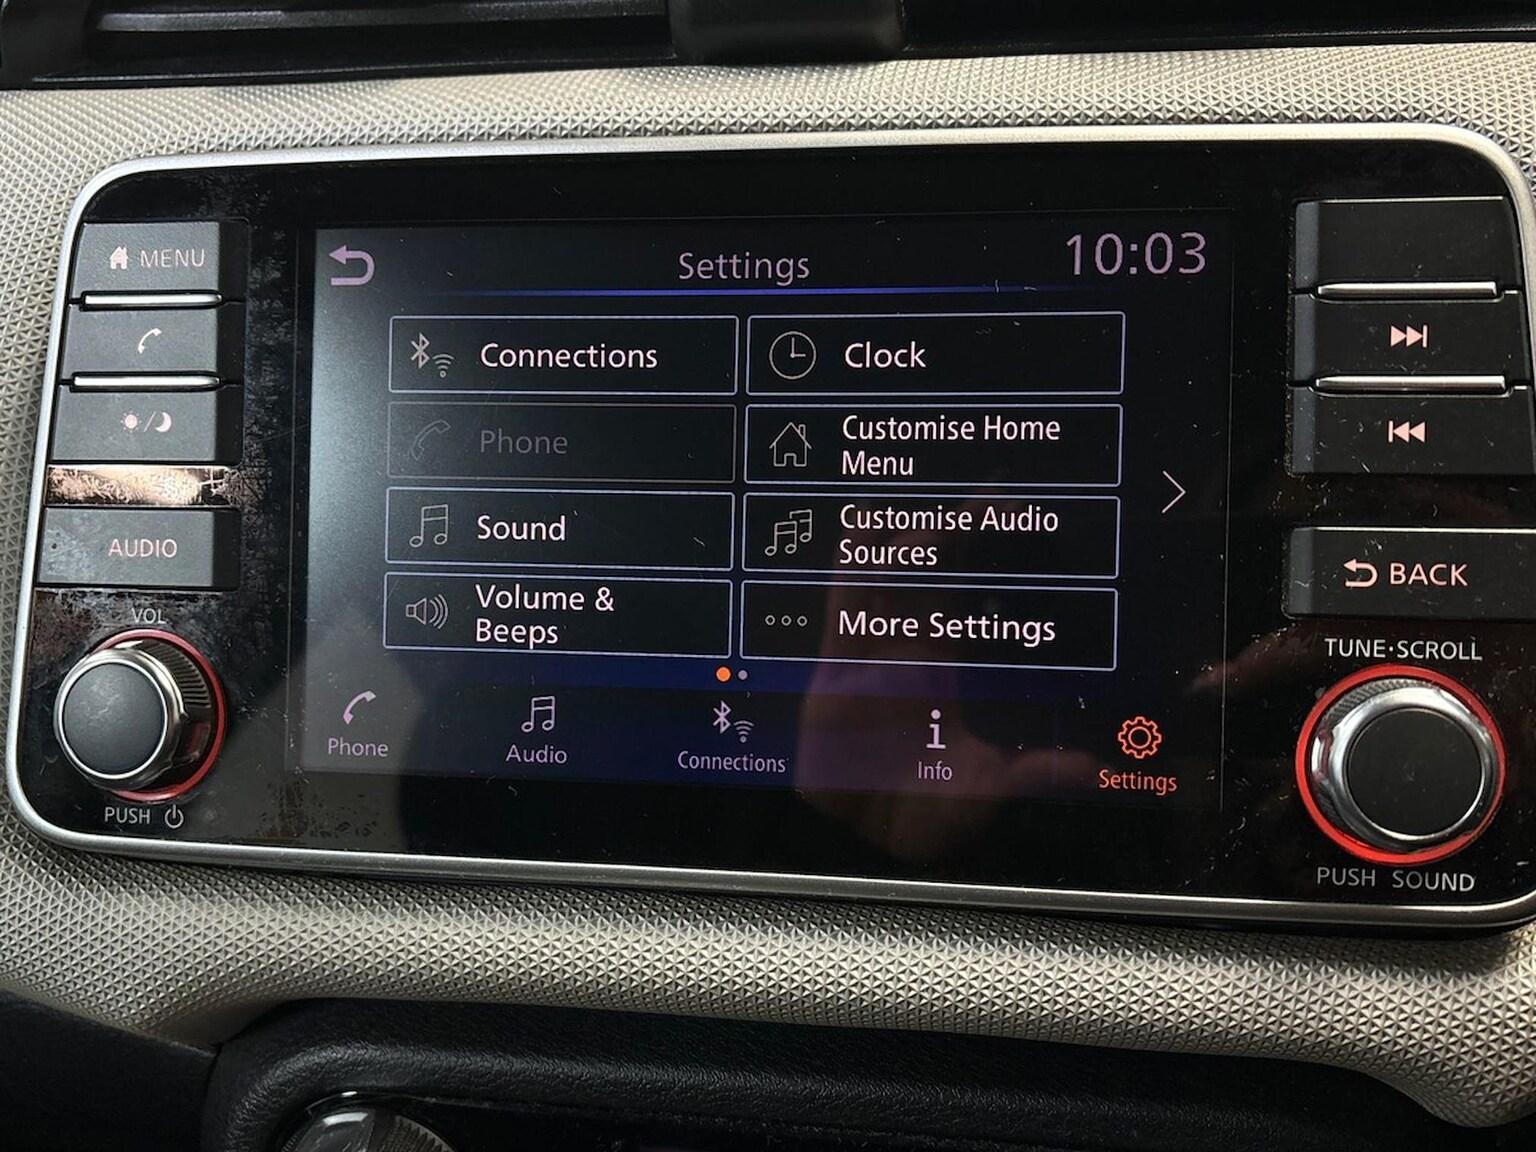 MENU
AUDIO
VOL
PUSH
Settings
10:03
Connections
Clock
Phone
Customise Home
Menu
Sound
Customise Audio
Sources
Volume &
Beeps
More Settings
Phone
Audio
Connections
Info
Settings
BACK
TUNE·SCROLL
PUSH SOUND